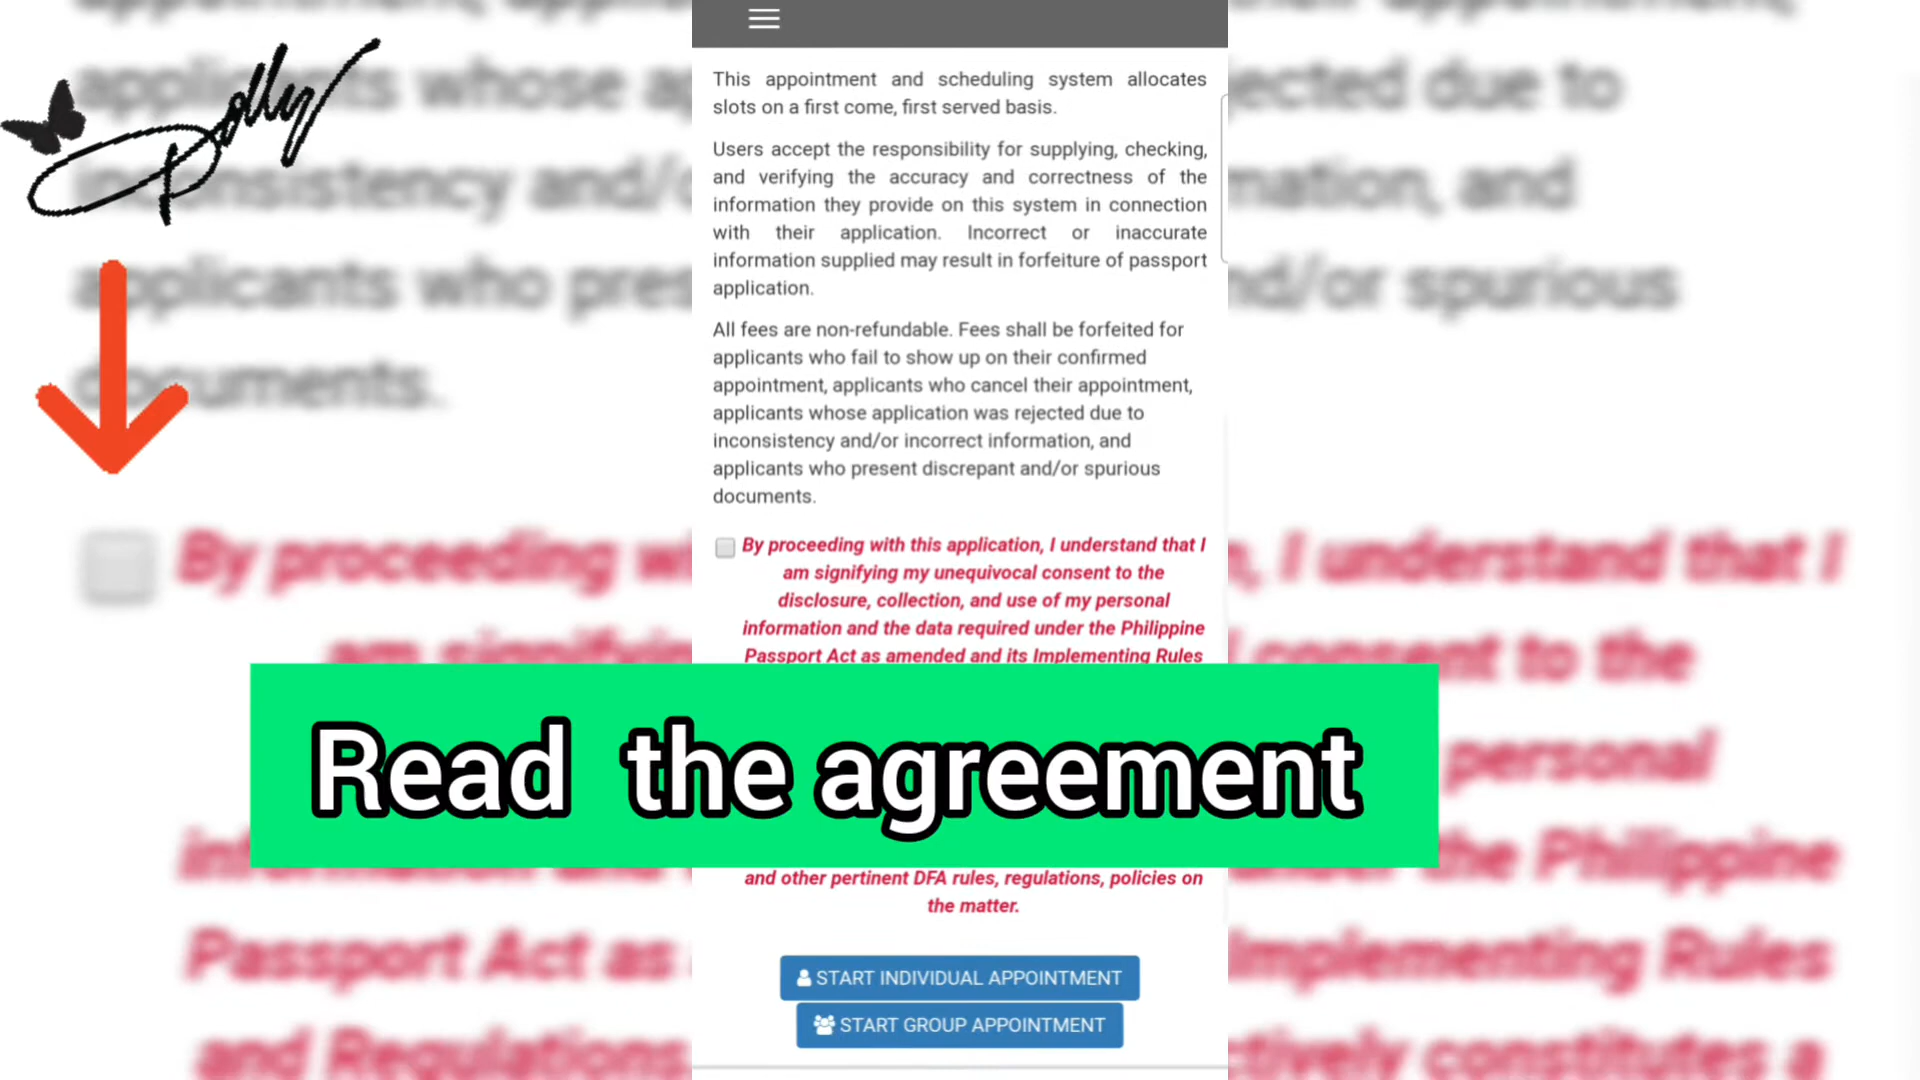 Dolly
This appointment and scheduling system allocates
slots on a first come, first served basis.
Users accept the responsibility for supplying, checking,
and verifying the accuracy and correctness of the
information they provide on this system in connection
with their application. Incorrect or inaccurate
information supplied may result in forfeiture of passport
application.
All fees are non-refundable. Fees shall be forfeited for
applicants who fail to show up on their confirmed
appointment, applicants who cancel their appointment,
applicants whose application was rejected due to
inconsistency and/or incorrect information, and
applicants who present discrepant and/or spurious
documents.
By proceeding with this application, I understand that I
am signifying my unequivocal consent to the
disclosure, collection, and use of my personal
information and the data required under the Philippine
Passport Act as amended and its Implementing Rules
Read the agreement
and other pertinent DFA rules, regulations, policies on
the matter.
START INDIVIDUAL APPOINTMENT
START GROUP APPOINTMENT